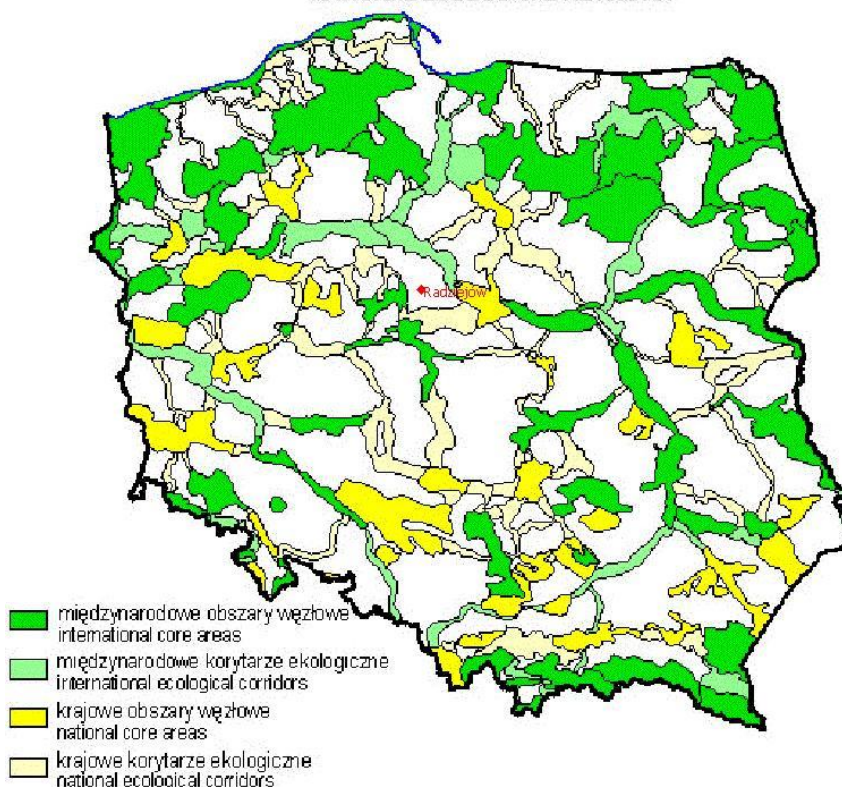 Radziejów
międzynarodowe obszary węzłowe
international core areas
międzynarodowe korytarze ekologiczne
international ecological corridors
krajowe obszary węzłowe
national core areas
krajowe korytarze ekologiczne
national ecological corridors